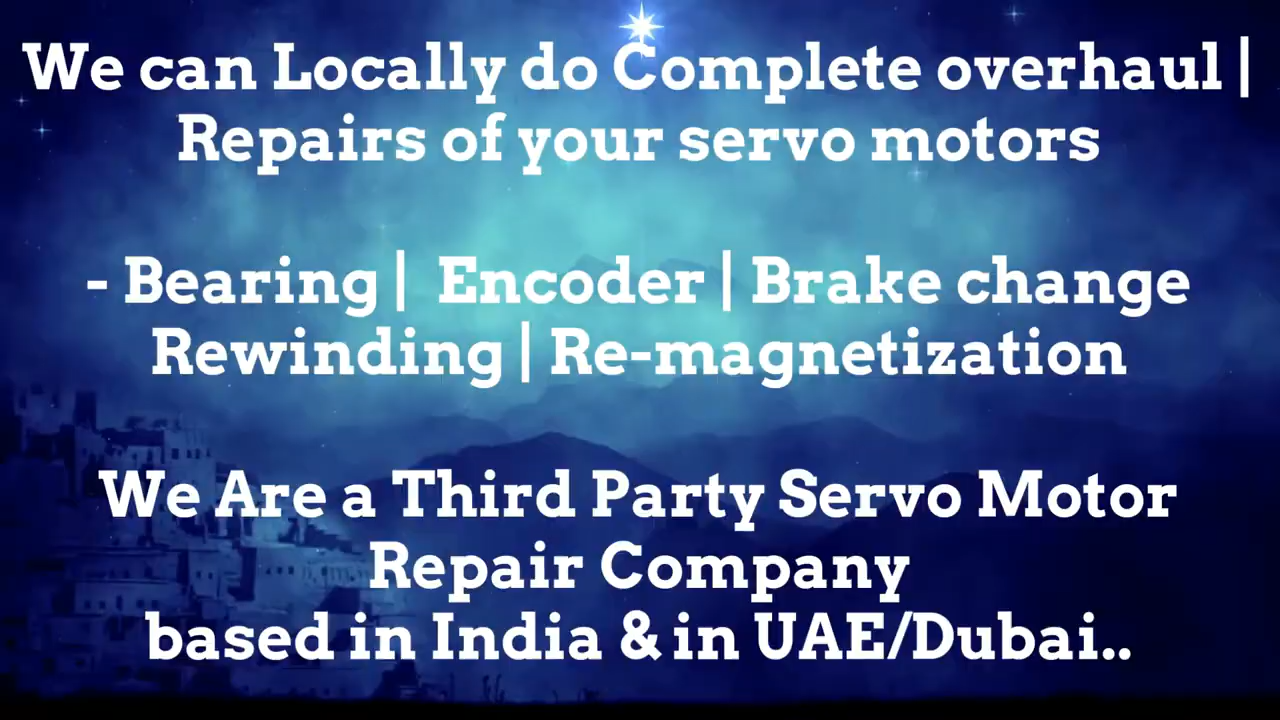 We can Locally do Complete overhaul |
Repairs of your servo motors
- Bearing | Encoder | Brake change
Rewinding | Re-magnetization
We Are a Third Party Servo Motor
Repair Company
based in India & in UAE/Dubai..